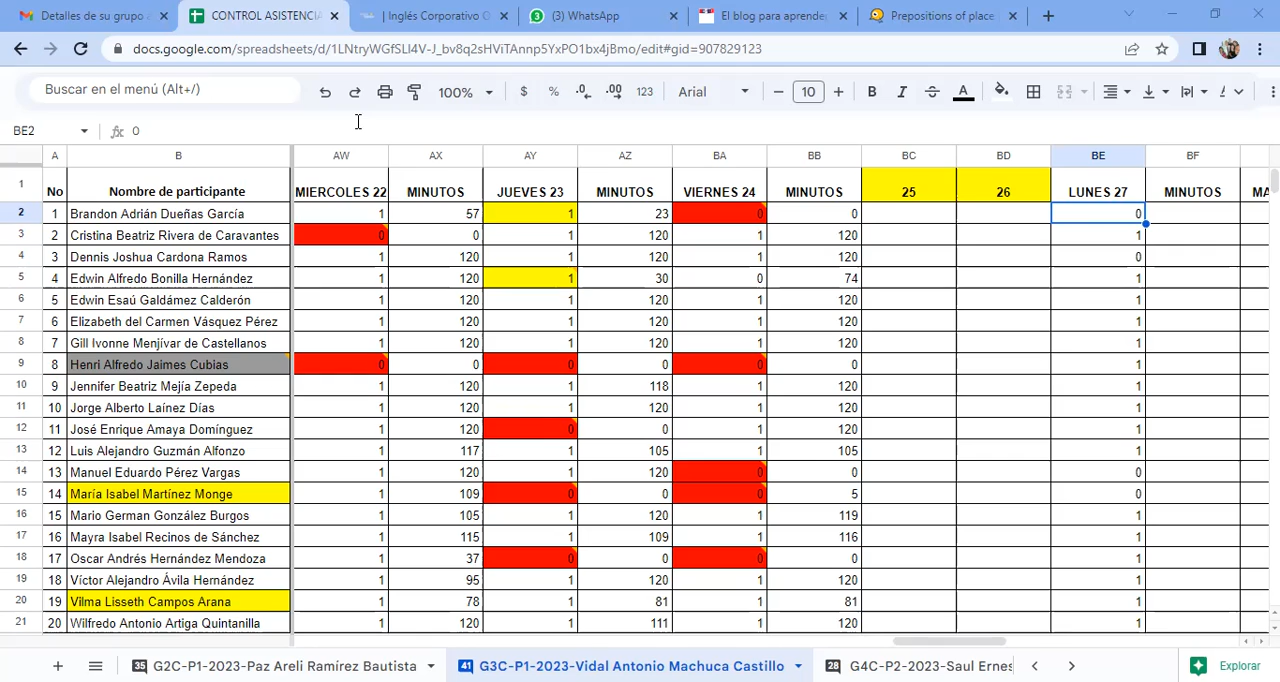 Detalles de su grupo a
CONTROL ASISTENCIA
Inglés Corporativo O
(3) WhatsApp
El blog para aprende
Prepositions of place
docs.google.com/spreadsheets/d/1LNtryWGfSLl4V-J_bv8q2sHViTAnnp5YxPO1bx4jBmo/edit#gid=907829123
Buscar en el menú (Alt+/) 100% $ % .0 .00 123 Arial 10 B I A
BE2 fx 0
A B AW AX AY AZ BA BB BC BD BE BF
1 No Nombre de participante MIERCOLES 22 MINUTOS JUEVES 23 MINUTOS VIERNES 24 MINUTOS 25 26 LUNES 27 MINUTOS MA
2 1 Brandon Adrián Dueñas García 1 57 1 23 0 0 0
3 2 Cristina Beatriz Rivera de Caravantes 0 0 1 120 1 120 1
4 3 Dennis Joshua Cardona Ramos 1 120 1 120 1 120 0
5 4 Edwin Alfredo Bonilla Hernández 1 120 1 30 0 74 1
6 5 Edwin Esaú Galdámez Calderón 1 120 1 120 1 120 1
7 6 Elizabeth del Carmen Vásquez Pérez 1 120 1 120 1 120 1
8 7 Gill Ivonne Menjívar de Castellanos 1 120 1 120 1 120 1
9 8 Henri Alfredo Jaimes Cubias 0 0 0 0 0 0 1
10 9 Jennifer Beatriz Mejía Zepeda 1 120 1 118 1 120 1
11 10 Jorge Alberto Laínez Días 1 120 1 120 1 120 1
12 11 José Enrique Amaya Domínguez 1 120 0 0 1 120 1
13 12 Luis Alejandro Guzmán Alfonzo 1 117 1 105 1 105 1
14 13 Manuel Eduardo Pérez Vargas 1 120 1 120 0 0 0
15 14 María Isabel Martínez Monge 1 109 0 0 0 5 0
16 15 Mario German González Burgos 1 105 1 120 1 119 1
17 16 Mayra Isabel Recinos de Sánchez 1 115 1 109 1 116 1
18 17 Oscar Andrés Hernández Mendoza 1 37 0 0 0 0 1
19 18 Víctor Alejandro Ávila Hernández 1 95 1 120 1 120 1
20 19 Vilma Lisseth Campos Arana 1 78 1 81 1 81 1
21 20 Wilfredo Antonio Artiga Quintanilla 1 120 1 111 1 120 1
35 G2C-P1-2023-Paz Areli Ramírez Bautista 41 G3C-P1-2023-Vidal Antonio Machuca Castillo 28 G4C-P2-2023-Saul Ernes Explorar